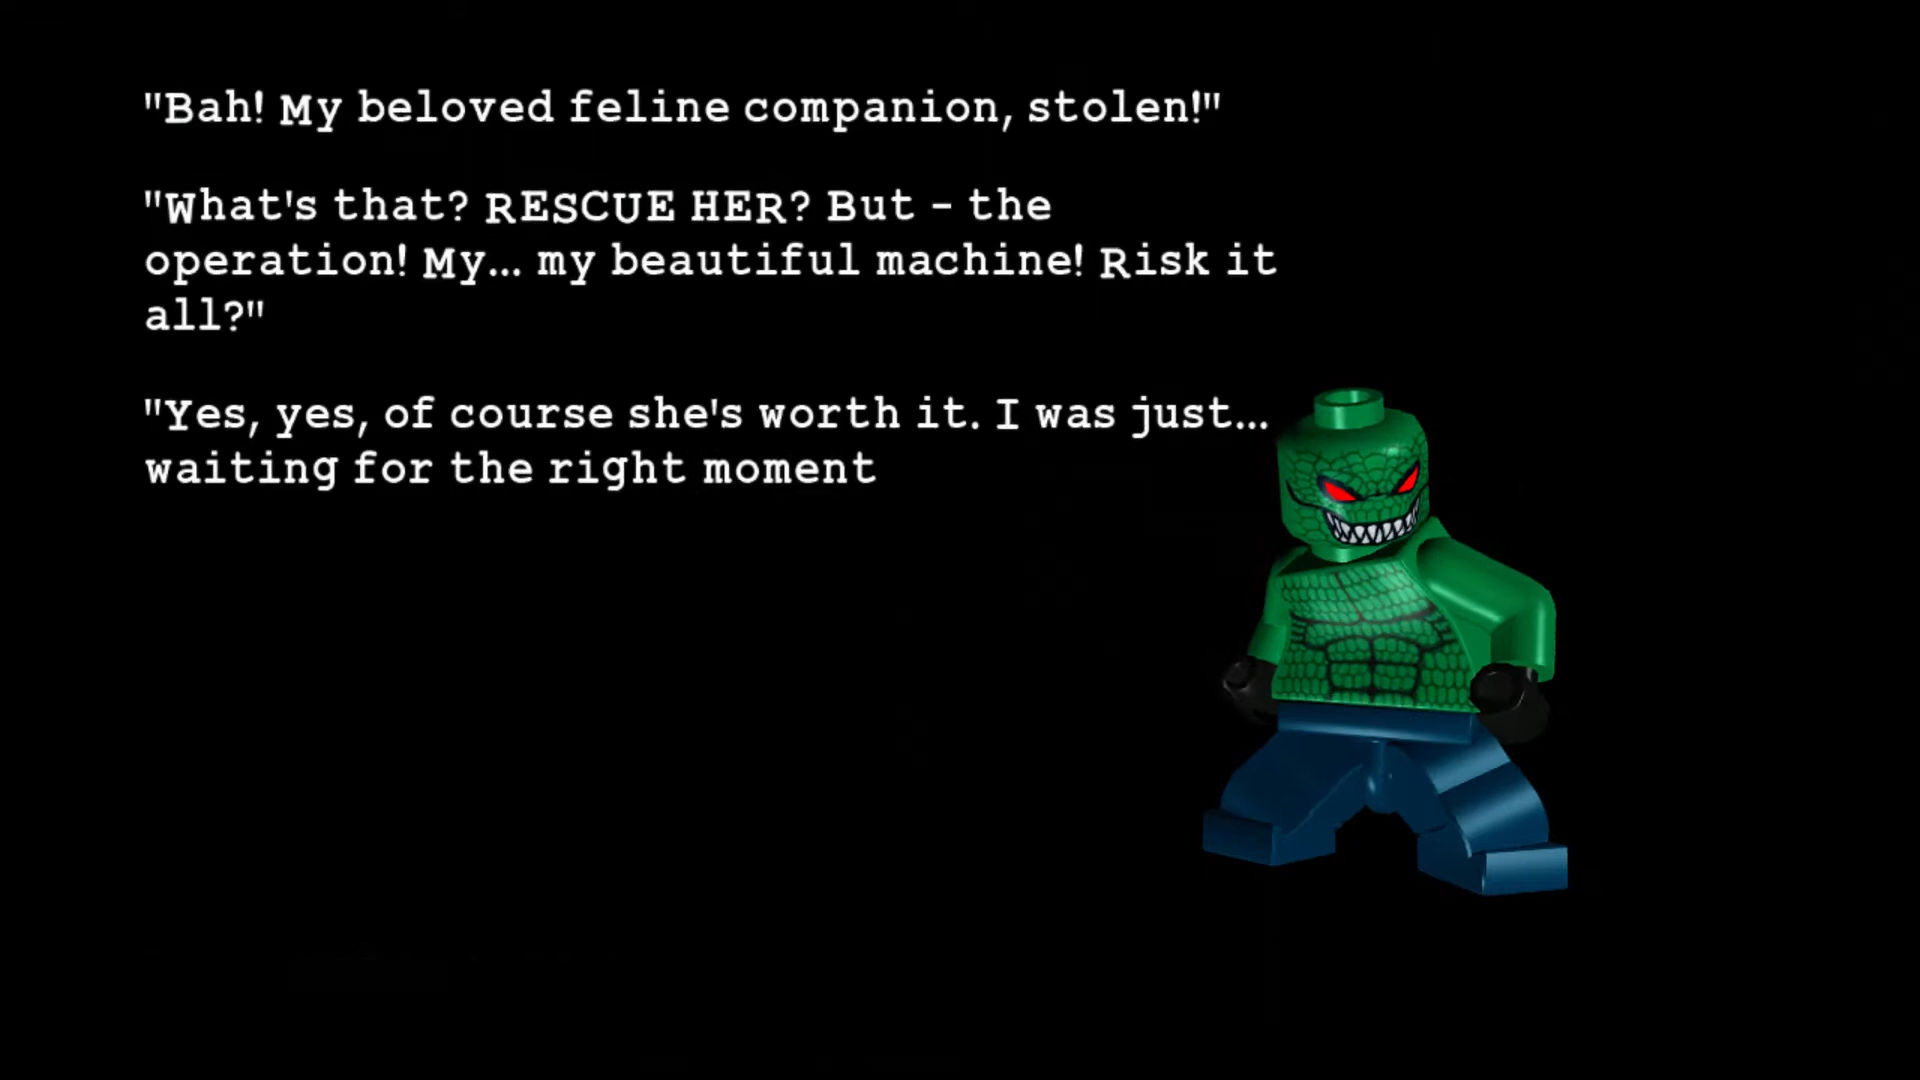 "Bah! My beloved feline companion, stolen!"
"What's that? RESCUE HER? But - the
operation! My... my beautiful machine! Risk it
all?"
"Yes, yes, of course she's worth it. I was just...
waiting for the right moment